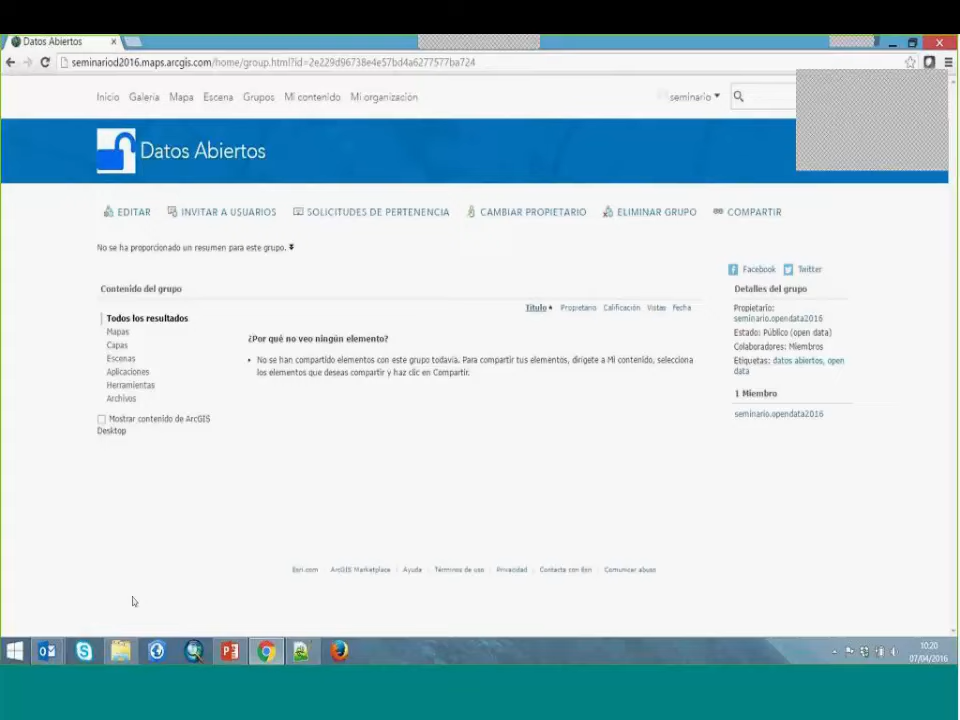 Datos Abiertos
seminariod2016.maps.arcgis.com/home/group.html?id=2e229d96738e4e57bd4a6277577ba724
Inicio Galería Mapa Escena Grupos Mi contenido Mi organización seminario
Datos Abiertos
EDITAR INVITAR A USUARIOS SOLICITUDES DE PERTENENCIA CAMBIAR PROPIETARIO ELIMINAR GRUPO COMPARTIR
No se ha proporcionado un resumen para este grupo.
Facebook Twitter
Contenido del grupo
Todos los resultados
Mapas
Capas
Escenas
Aplicaciones
Herramientas
Archivos
Mostrar contenido de ArcGIS
Desktop
Título Propietario Calificación Vistas Fecha
¿Por qué no veo ningún elemento?
• No se han compartido elementos con este grupo todavía. Para compartir tus elementos, dirígete a Mi contenido, selecciona
los elementos que deseas compartir y haz clic en Compartir.
Detalles del grupo
Propietario:
seminario.opendata2016
Estado: Público (open data)
Colaboradores: Miembros
Etiquetas: datos abiertos, open
data
1 Miembro
seminario.opendata2016
Esri.com ArcGIS Marketplace Ayuda Términos de uso Privacidad Contacta con Esri Comunicar abuso
10:20
07/04/2016